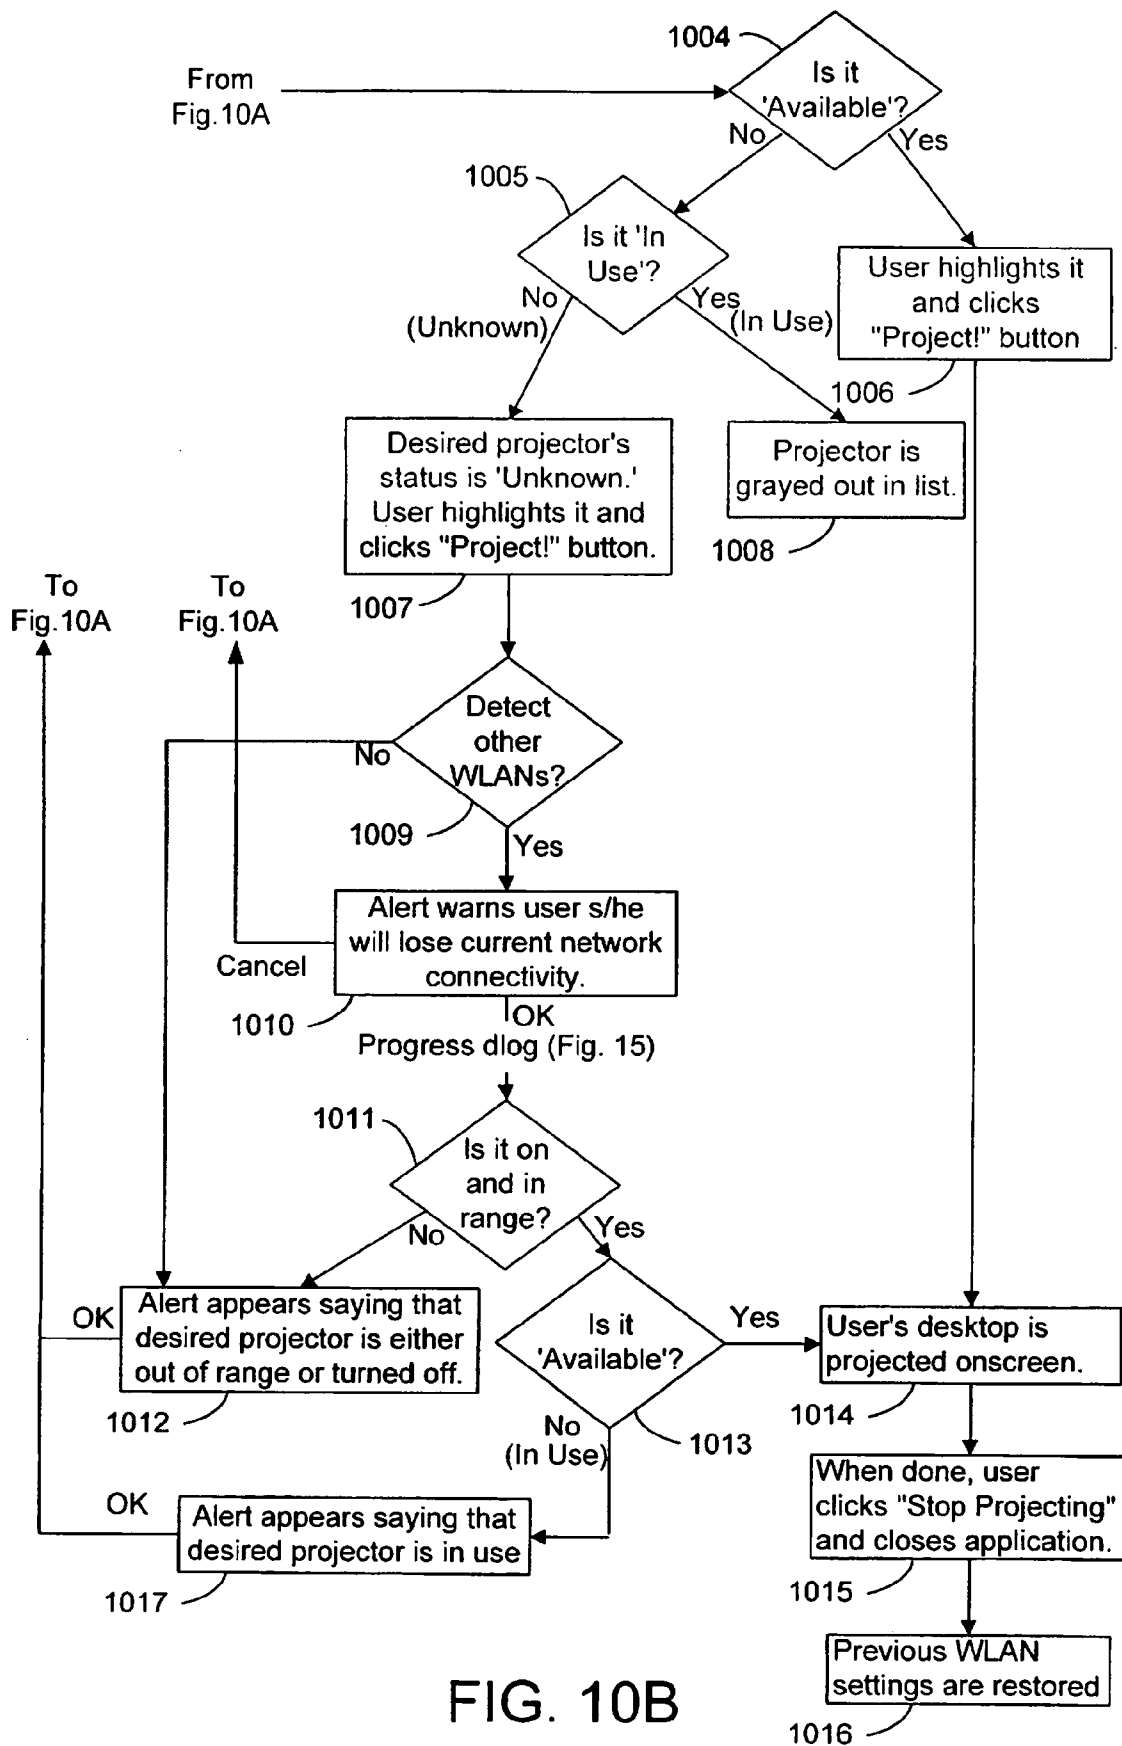 1004
From
Fig.10A
Is it
'Available'?
No
Yes
1005
Is it 'In
Use'?
No
(Unknown)
Yes
(In Use)
User highlights it
and clicks
"Project!" button
1006
Desired projector's
status is 'Unknown.'
User highlights it and
clicks "Project!" button.
1007
Projector is
grayed out in list.
1008
To
Fig.10A
To
Fig.10A
Detect
other
WLANs?
No
1009
Yes
Alert warns user s/he
will lose current network
connectivity.
Cancel
1010
OK
Progress dlog (Fig. 15)
1011
Is it on
and in
range?
No
Yes
OK
Alert appears saying that
desired projector is either
out of range or turned off.
1012
Is it
'Available'?
Yes
1013
No
(In Use)
User's desktop is
projected onscreen.
1014
When done, user
clicks "Stop Projecting"
and closes application.
1015
OK
Alert appears saying that
desired projector is in use
1017
Previous WLAN
settings are restored
1016
FIG. 10B